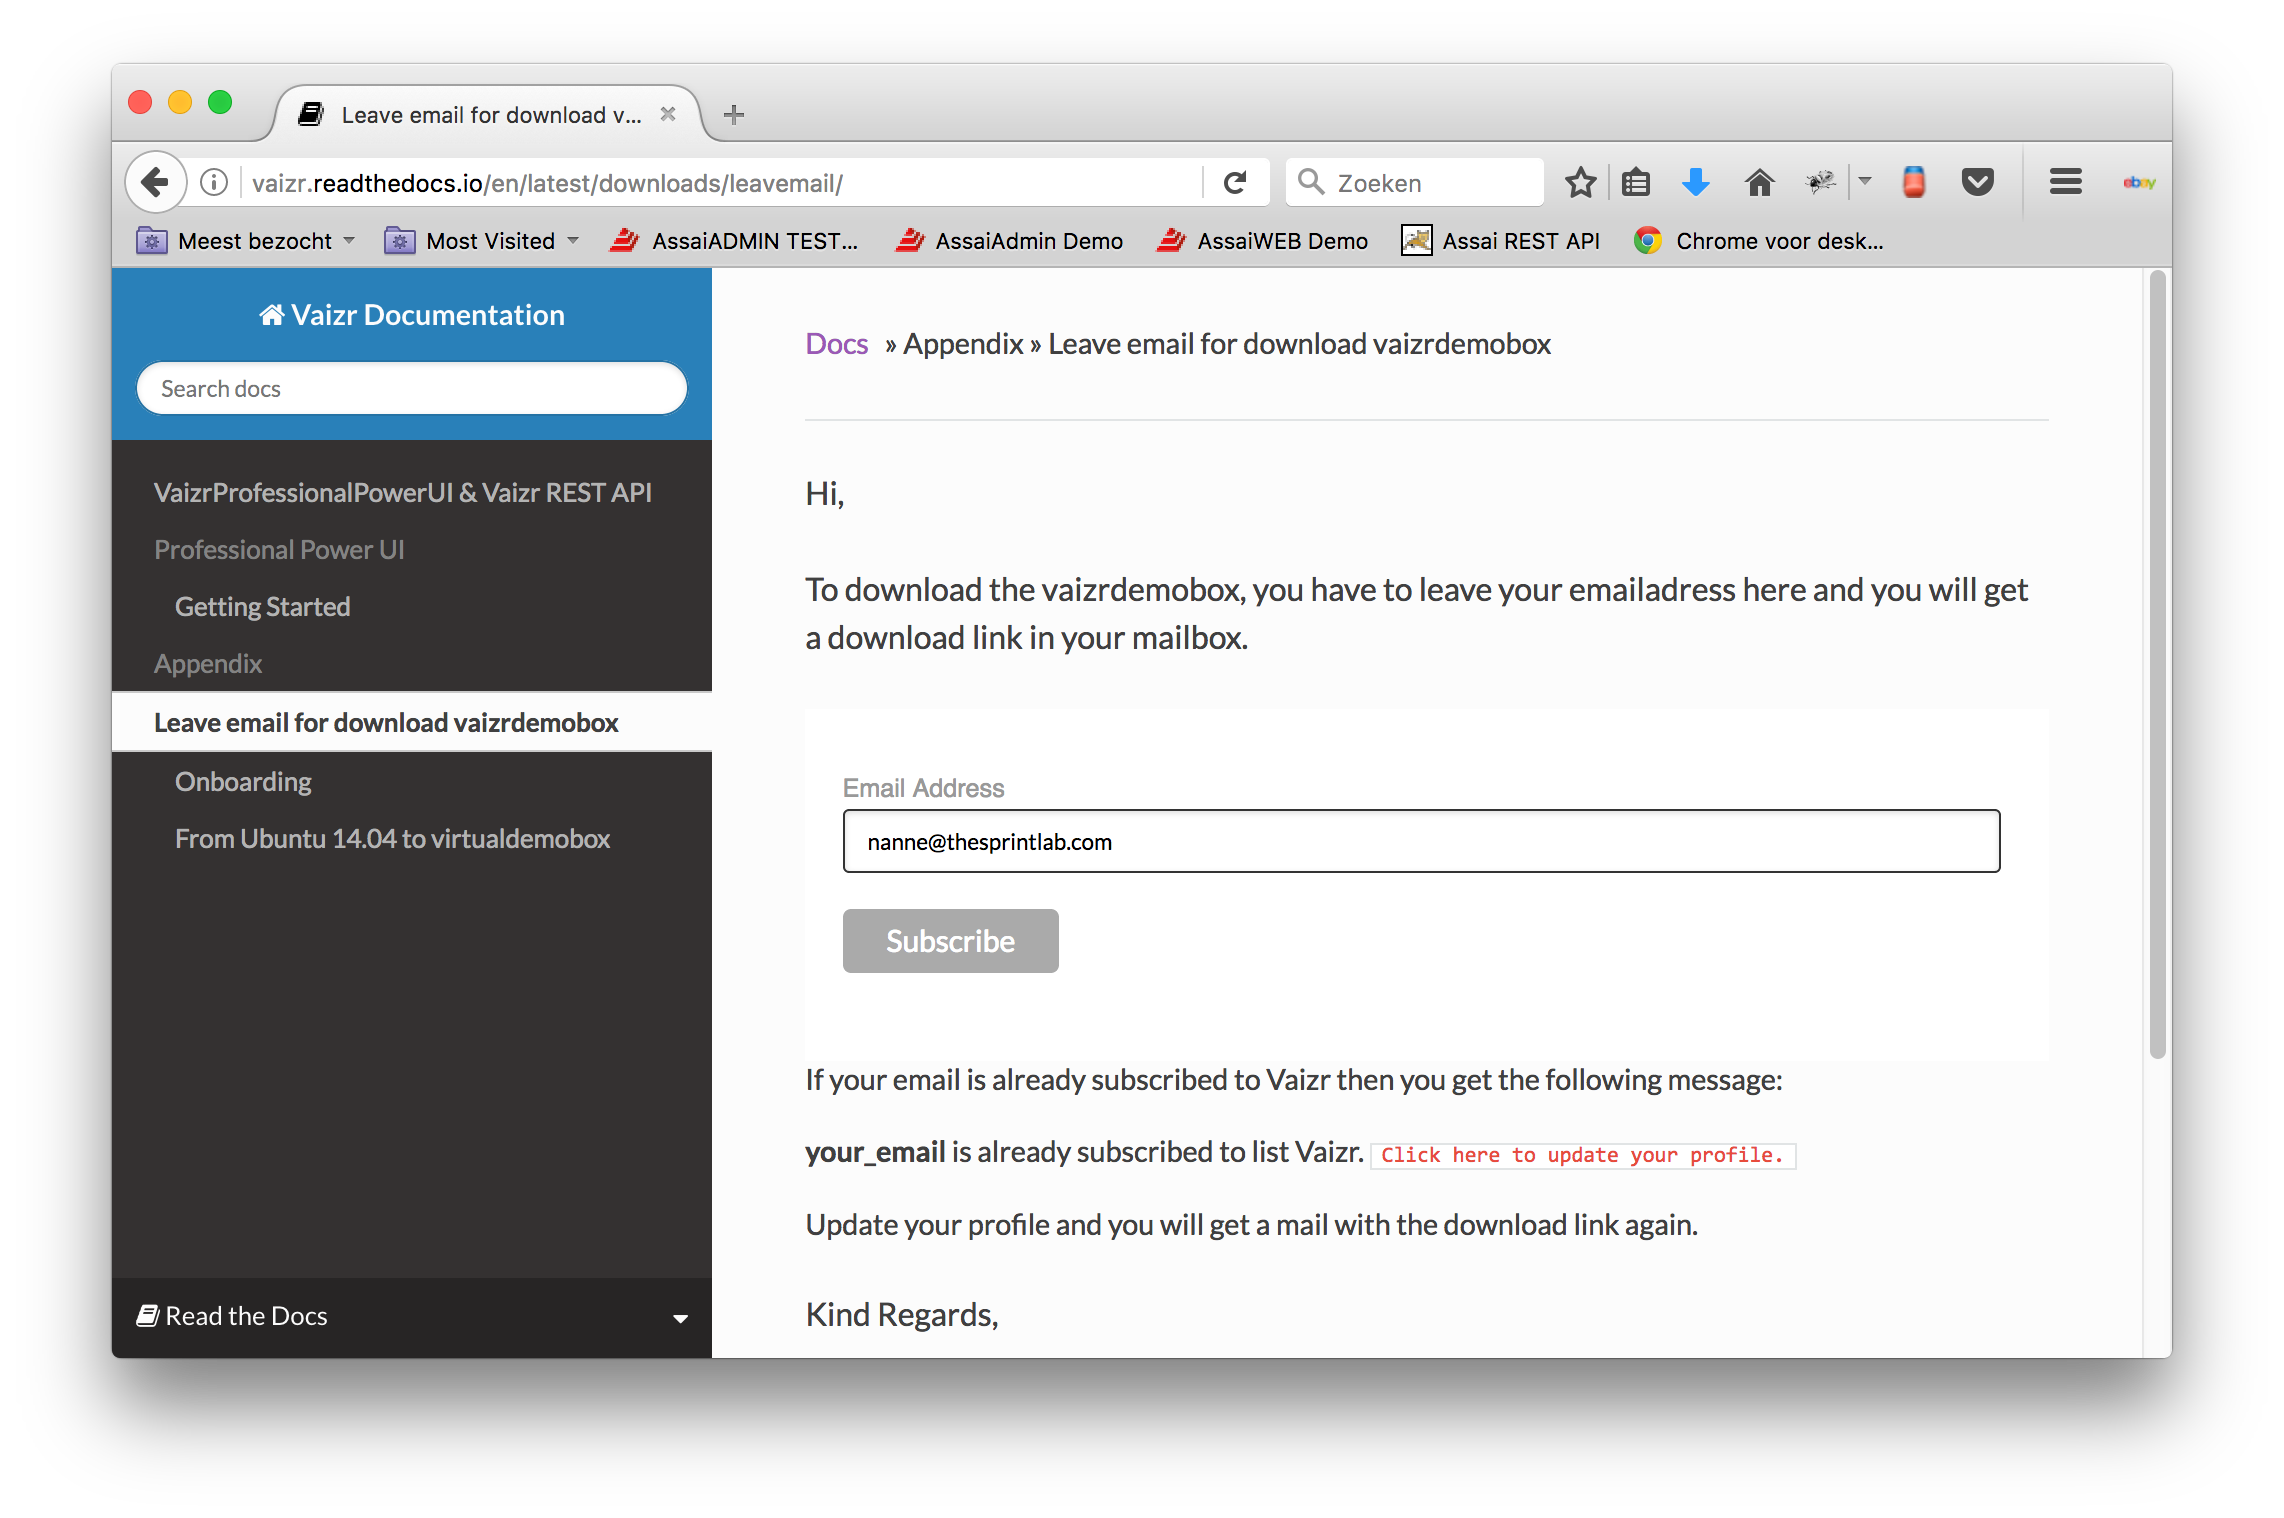 Leave email for download v...
vaizr.readthedocs.io/en/latest/downloads/leavemail/
Zoeken
ebay
Meest bezocht
Most Visited
AssaiADMIN TEST...
AssaiAdmin Demo
AssaiWEB Demo
Assai REST API
Chrome voor desk...
Vaizr Documentation
Search docs
VaizrProfessionalPowerUI & Vaizr REST API
Professional Power UI
Getting Started
Appendix
Leave email for download vaizrdemobox
Onboarding
From Ubuntu 14.04 to virtualdemobox
Read the Docs
Docs » Appendix » Leave email for download vaizrdemobox
Hi,
To download the vaizrdemobox, you have to leave your emailadress here and you will get
a download link in your mailbox.
Email Address
nanne@thesprintlab.com
Subscribe
If your email is already subscribed to Vaizr then you get the following message:
your_email is already subscribed to list Vaizr. Click here to update your profile.
Update your profile and you will get a mail with the download link again.
Kind Regards,